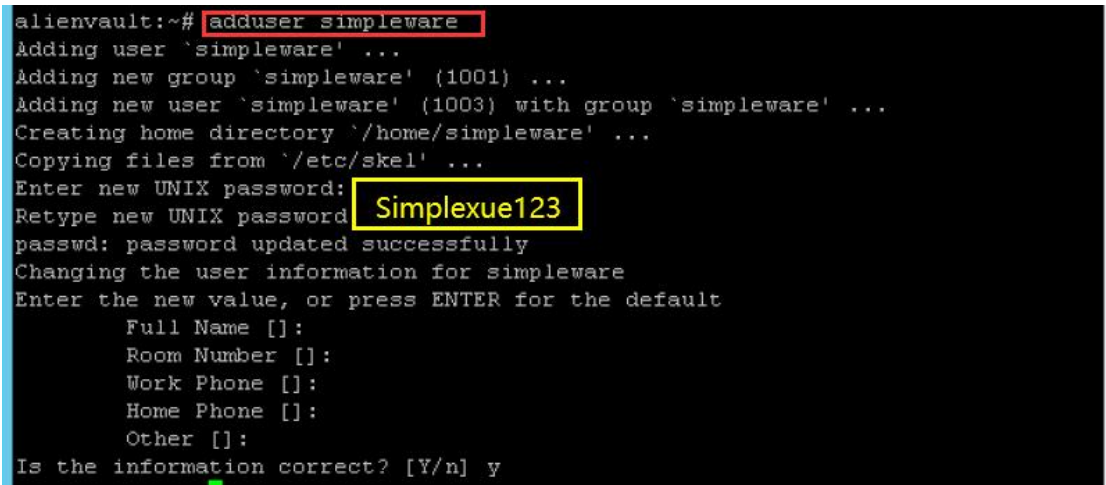 alienvault:~# adduser simpleware
Adding user `simpleware' ...
Adding new group `simpleware' (1001) ...
Adding new user `simpleware' (1003) with group `simpleware' ...
Creating home directory `/home/simpleware' ...
Copying files from `/etc/skel' ...
Enter new UNIX password:
Simplexue123
Retype new UNIX password
passwd: password updated successfully
Changing the user information for simpleware
Enter the new value, or press ENTER for the default
Full Name []:
Room Number []:
Work Phone []:
Home Phone []:
Other []:
Is the information correct? [Y/n] y